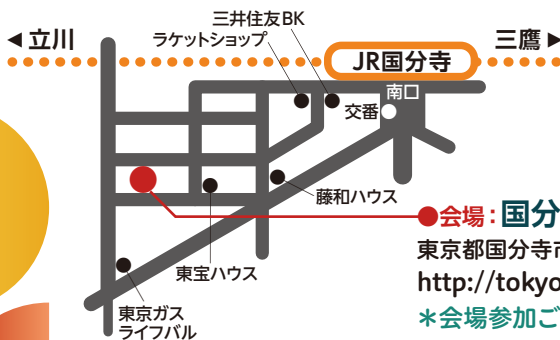 三井住友BK
◀立川
ラケットショップ
三鷹▶
JR国分寺
南口
交番
藤和ハウス
●会場：国分
東京都国分寺市
東宝ハウス
http://tokyo
東京ガス
ライフバル
＊会場参加ご